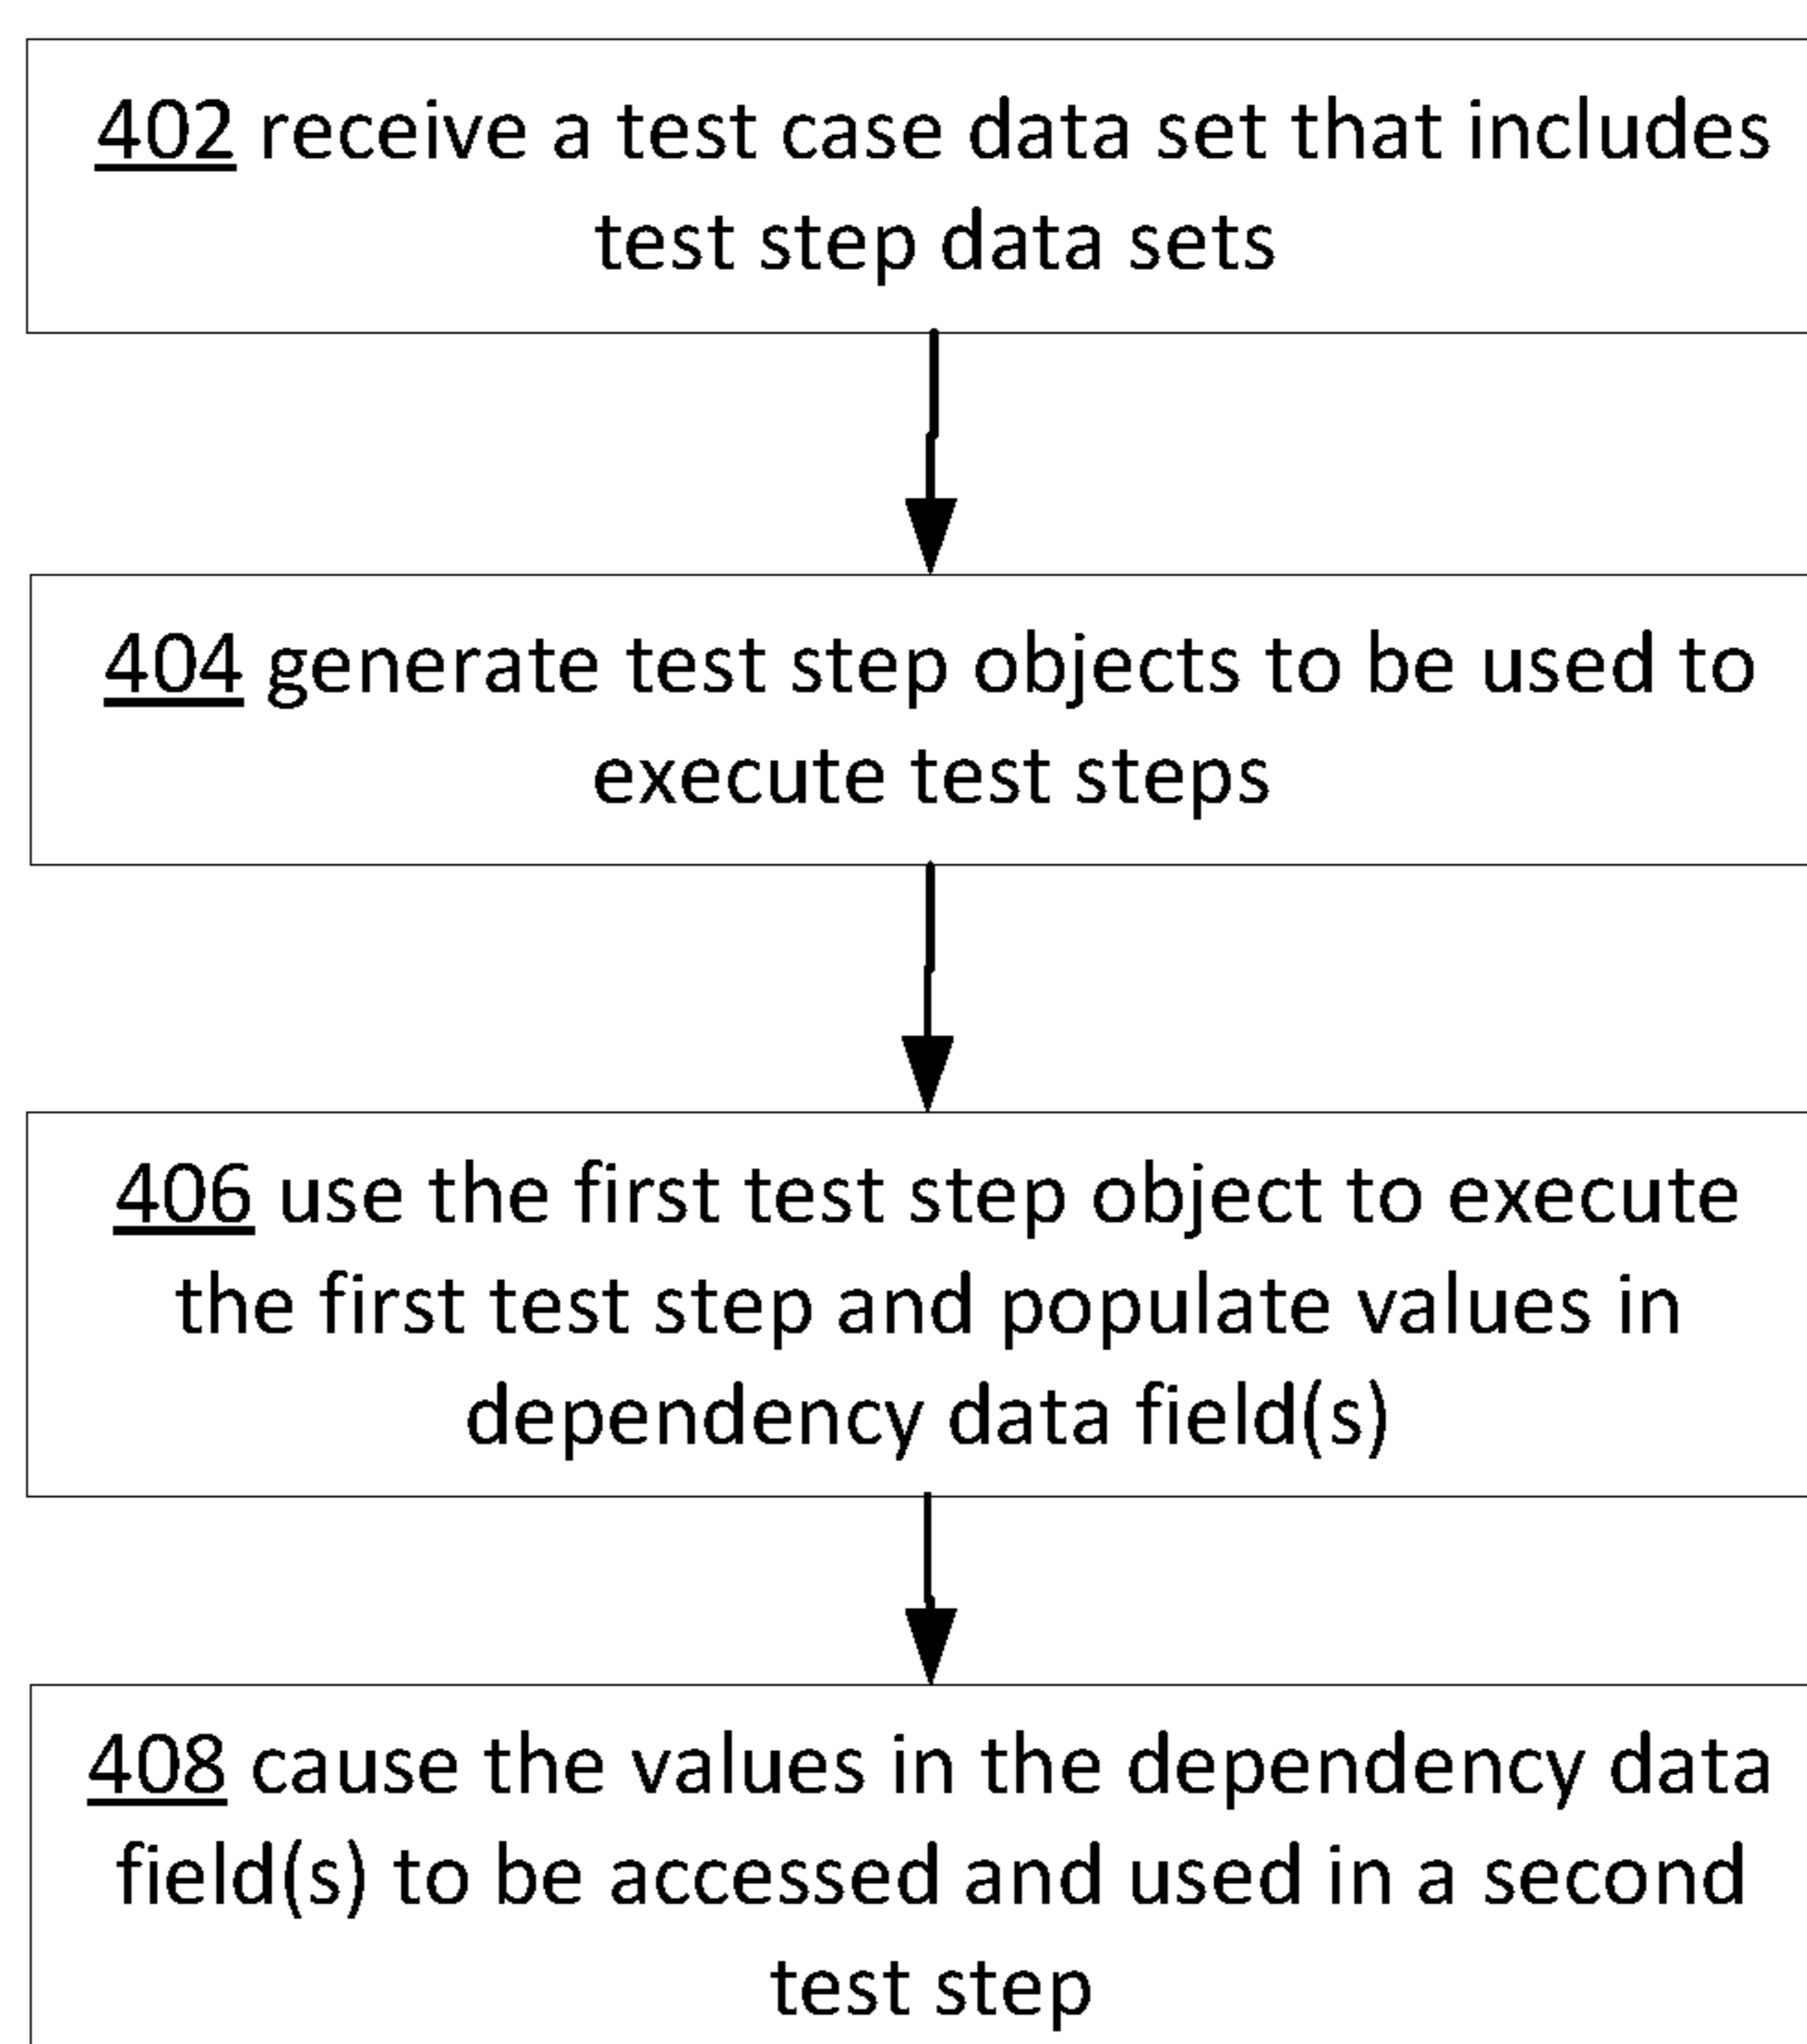 402 receive a test case data set that includes
test step data sets
404 generate test step objects to be used to
execute test steps
406 use the first test step object to execute
the first test step and populate values in
dependency data field(s)
408 cause the values in the dependency data
field(s) to be accessed and used in a second
test step